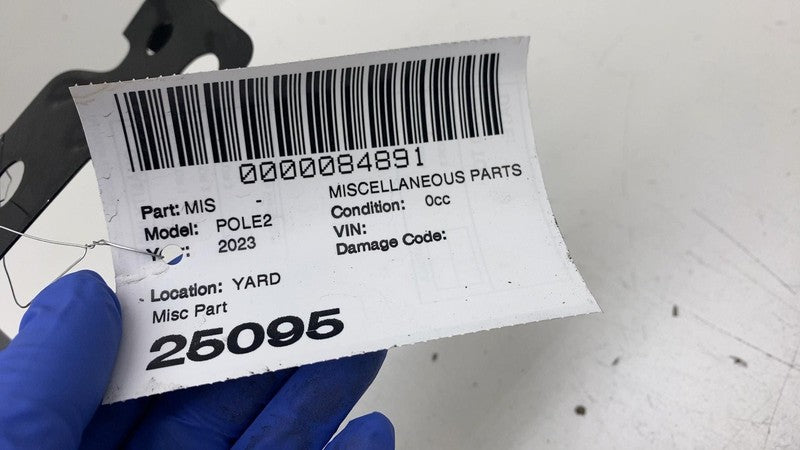 0000084891
Part: MIS - MISCELLANEOUS PARTS
Model: POLE2 Condition: 0cc
2023 VIN:
Damage Code:
Location: YARD
Misc Part
25095